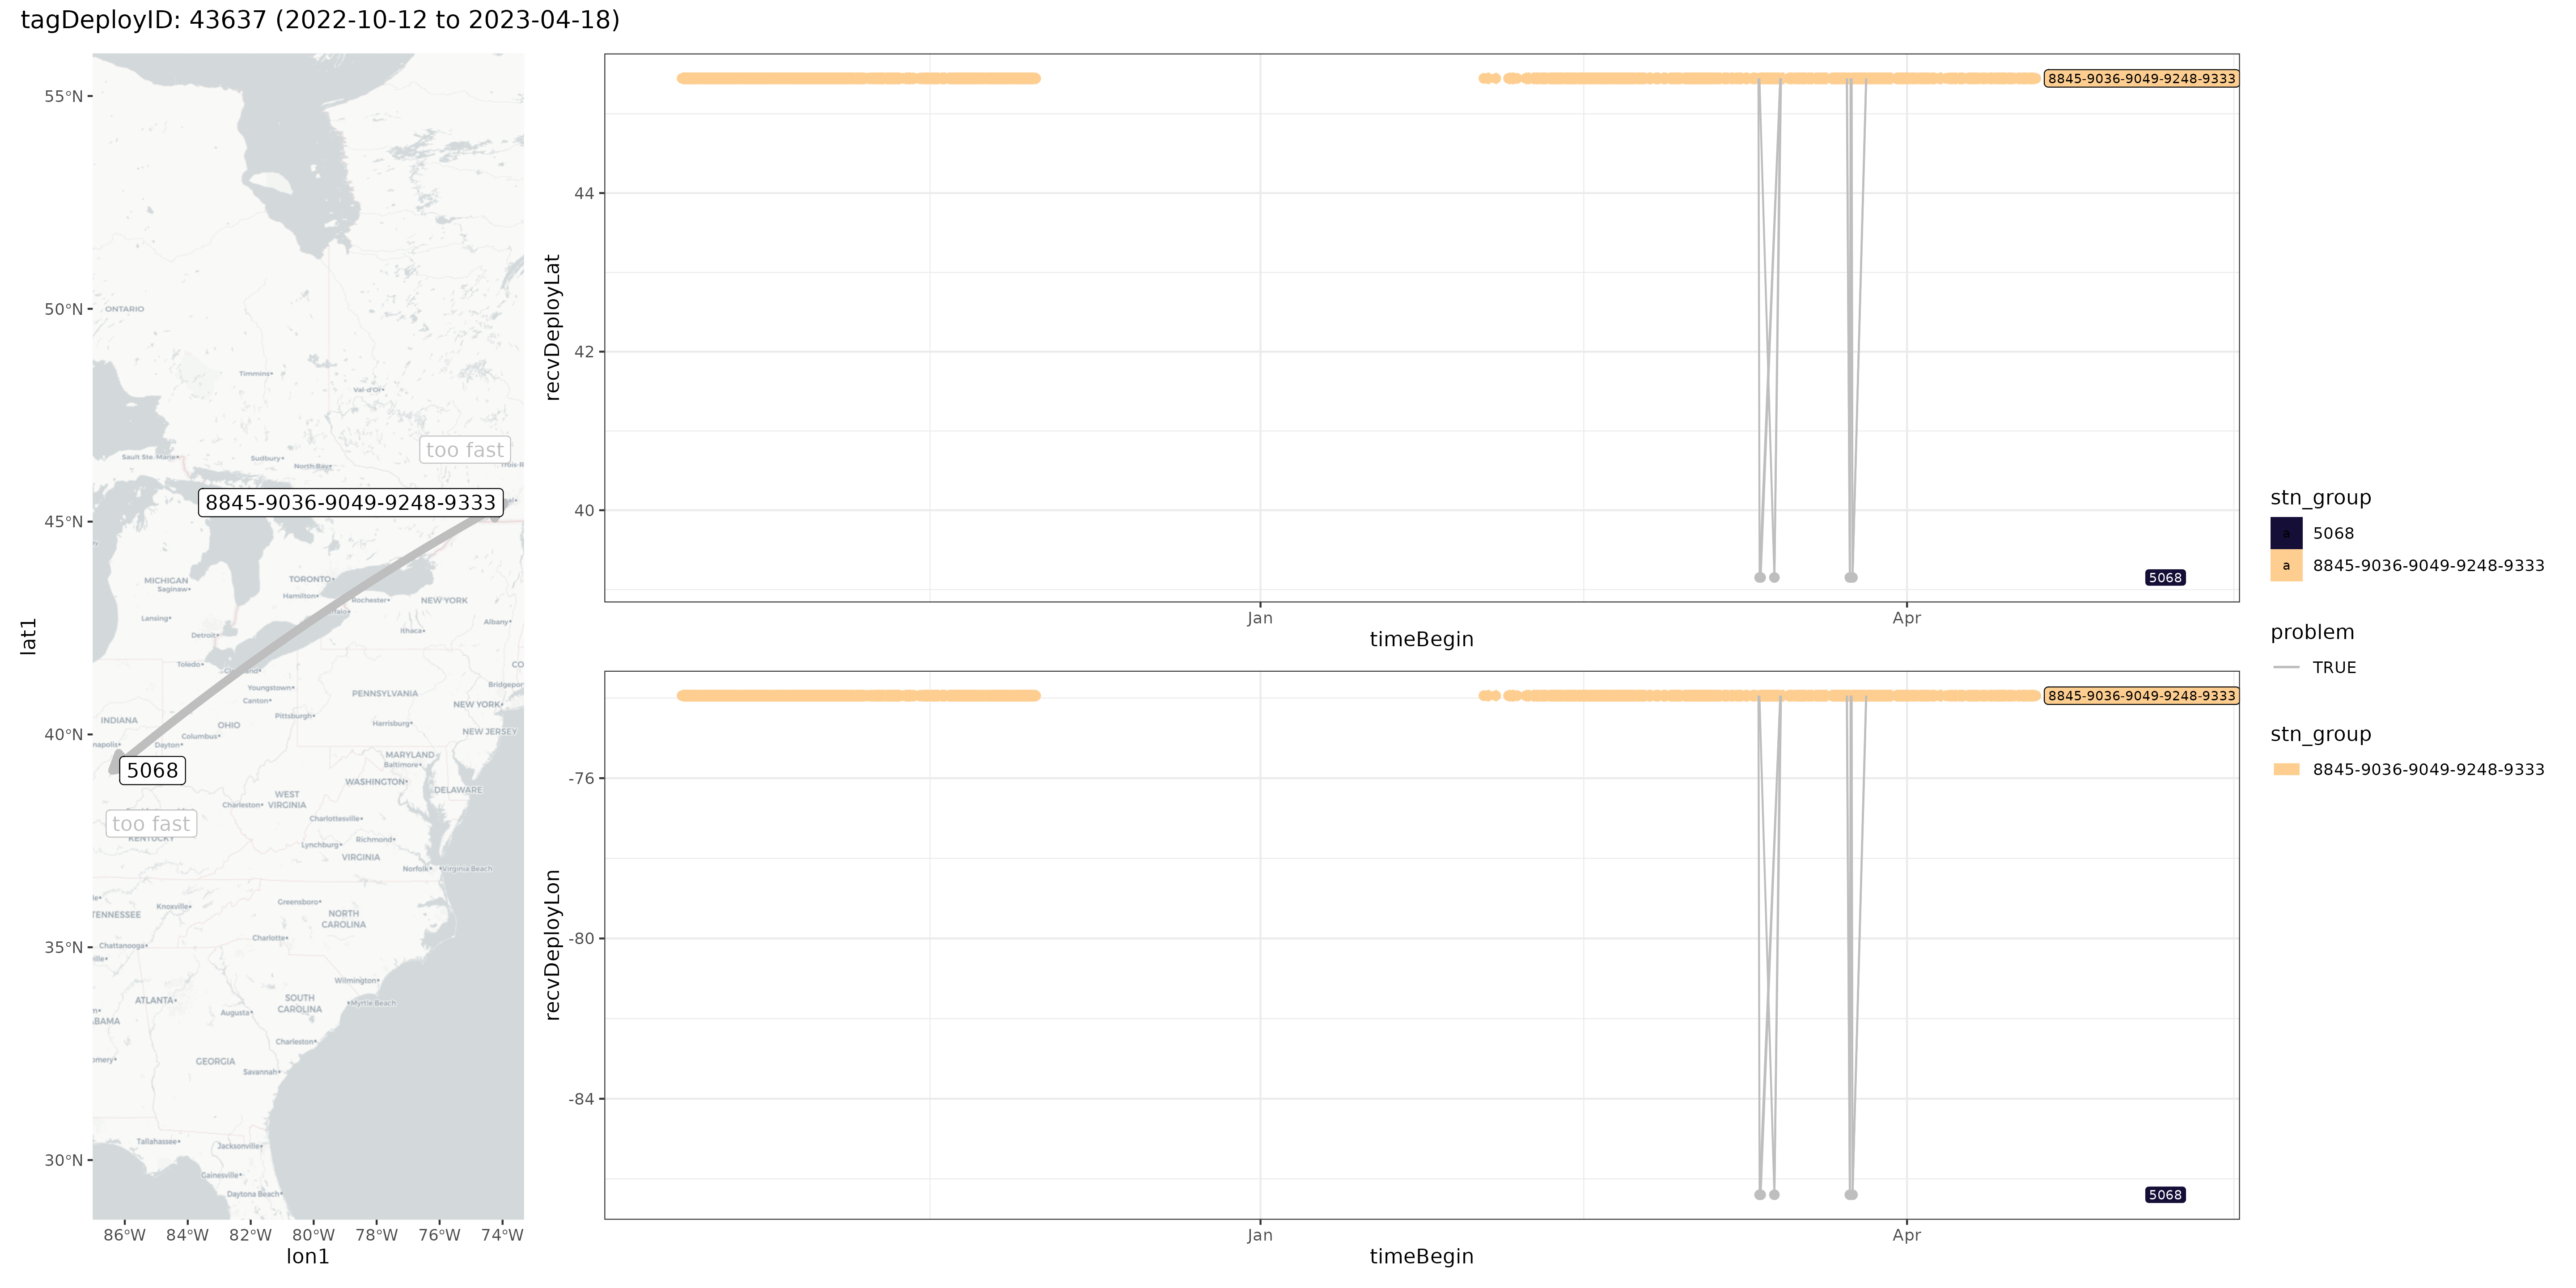 tagDeployID: 43637 (2022-10-12 to 2023-04-18)
lat1
55°N
50°N
45°N
40°N
35°N
30°N
ONTARIO
Timmins
Val-d'Or
too fast
Sault Ste. Marie
Sudbury
North Bay
8845-9036-9049-9248-9333
TORONTO
MICHIGAN
Saginaw
Hamilton
Rochester
NEW YORK
Lansing
Albany
Detroit
Ithaca
Toledo
Cleveland
CO
Youngstown
Bridgepor
PENNSYLVANIA
Canton
NEW YORK
Pittsburgh
Harrisburg
INDIANA
OHIO
NEW JERSEY
Columbus
napolis
Dayton
MARYLAND
Baltimore
5068
WASHINGTON
DELAWARE
WEST
VIRGINIA
Charleston
too fast
KENTUCKY
Charlottesville
Richmond
Lynchburg
VIRGINIA
Norfolk
Virginia Beach
Knoxville
Greensboro
TENNESSEE
NORTH
CAROLINA
Charlotte
Chattanooga
ville
Wilmington
ATLANTA
SOUTH
CAROLINA
Myrtle Beach
Augusta
BAMA
Charleston
GEORGIA
omery
Savannah
Tallahassee
Jacksonville
Gainesville
Daytona Beach
86°W 84°W 82°W 80°W 78°W 76°W 74°W
lon1
recvDeployLat
44
42
40
8845-9036-9049-9248-9333
5068
Jan Apr
timeBegin
recvDeployLon
-76
-80
-84
8845-9036-9049-9248-9333
5068
Jan Apr
timeBegin
stn_group
a 5068
a 8845-9036-9049-9248-9333
problem
TRUE
stn_group
8845-9036-9049-9248-9333